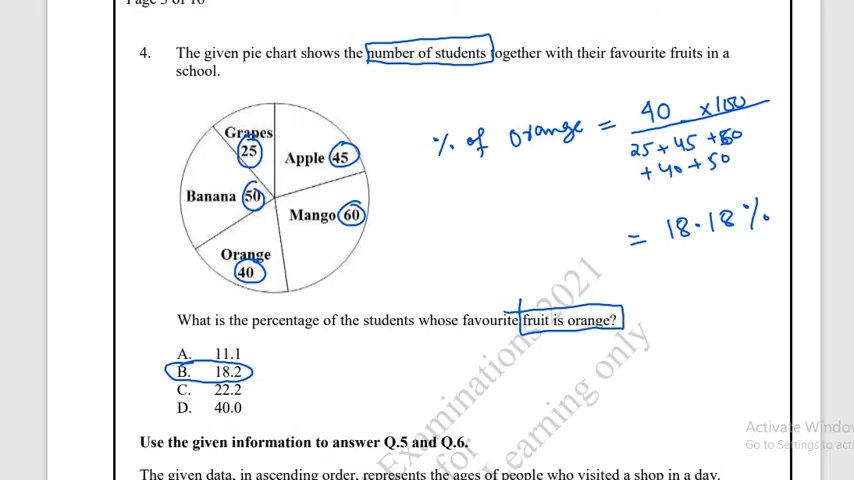 Page 5 of 16
4. The given pie chart shows the number of students together with their favourite fruits in a
school.
Grapes
25
Apple 45
Banana 50
Mango 60
Orange
40
% of orange = 40 × 100
25 + 45 + 60
+ 40 + 50
= 18.18%
What is the percentage of the students whose favourite fruit is orange?
A. 11.1
B. 18.2
C. 22.2
D. 40.0
Examinations 2021
for
Learning only
Use the given information to answer Q.5 and Q.6.
The given data, in ascending order, represents the ages of people who visited a shop in a day.
Activate Window
Go to Settings to acti